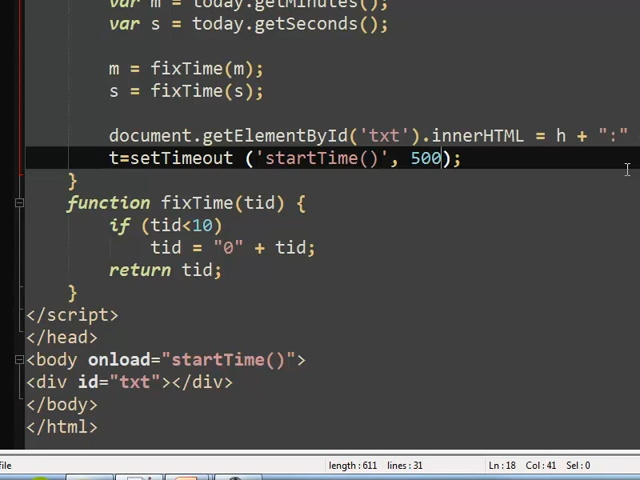 var m = today.getMinutes();
var s = today.getSeconds();
m = fixTime(m);
s = fixTime(s);
document.getElementById('txt').innerHTML = h + ":"
t=setTimeout ('startTime()', 500);
}
function fixTime(tid) {
if (tid<10)
tid = "0" + tid;
return tid;
}
</script>
</head>
<body onload="startTime()">
<div id="txt"></div>
</body>
</html>
file length:611 lines:31 Ln:18 Col:41 Sel:0